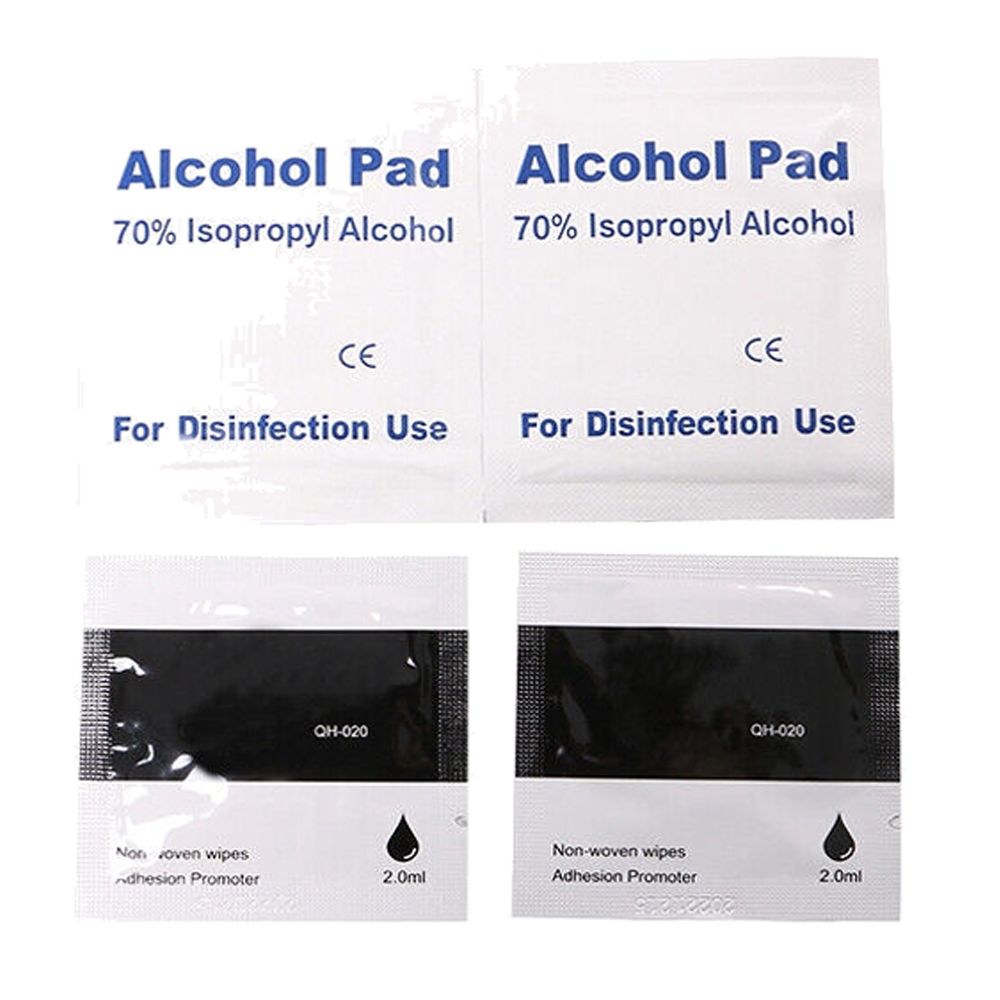 Alcohol Pad
70% Isopropyl Alcohol
CE
For Disinfection Use
Alcohol Pad
70% Isopropyl Alcohol
CE
For Disinfection Use
QH-020
Non-woven wipes
Adhesion Promoter
2.0ml
QH-020
Non-woven wipes
Adhesion Promoter
2.0ml